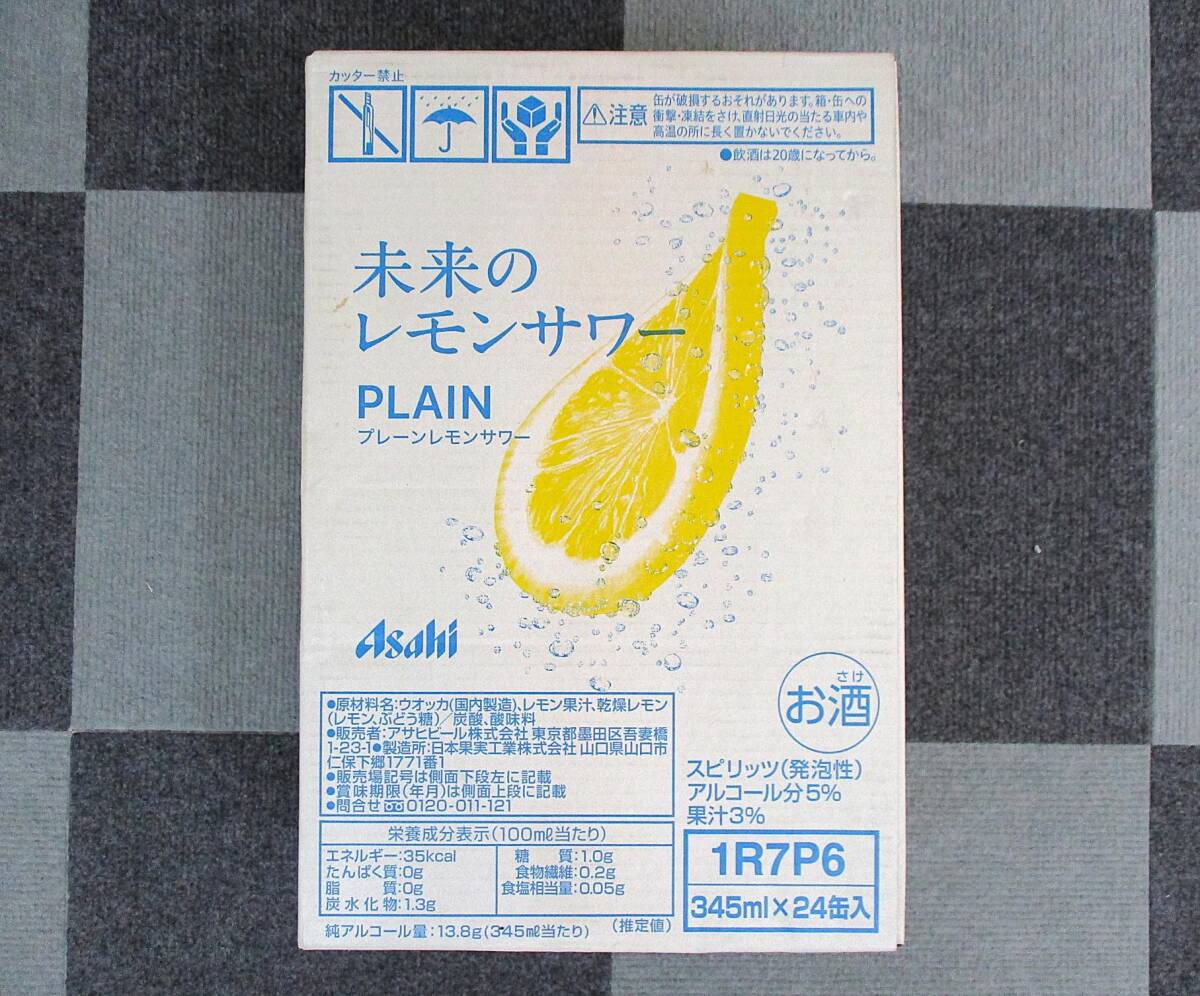 カッター禁止
⚠注意
缶が破損するおそれがあります。箱・缶への
衝撃・凍結をさけ、直射日光の当たる車内や
高温の所に長く置かないでください。
●飲酒は20歳になってから。
未来の
レモンサワー
PLAIN
プレーンレモンサワー
Asahi
さけ
お酒
●原材料名:ウオッカ(国内製造)、レモン果汁、乾燥レモン
(レモン、ぶどう糖)/炭酸、酸味料
●販売者:アサヒビール株式会社 東京都墨田区吾妻橋
1-23-1●製造所:日本果実工業株式会社 山口県山口市
仁保下郷1771番1
●販売場記号は側面下段左に記載
●賞味期限(年月)は側面上段に記載
●問合せ 0120-011-121
スピリッツ(発泡性)
アルコール分5%
果汁3%
栄養成分表示(100ml当たり)
エネルギー:35kcal
たんぱく質:0g
脂質:0g
炭水化物:1.3g
糖質:1.0g
食物繊維:0.2g
食塩相当量:0.05g
純アルコール量:13.8g(345ml当たり)
(推定値)
1R7P6
345ml×24缶入